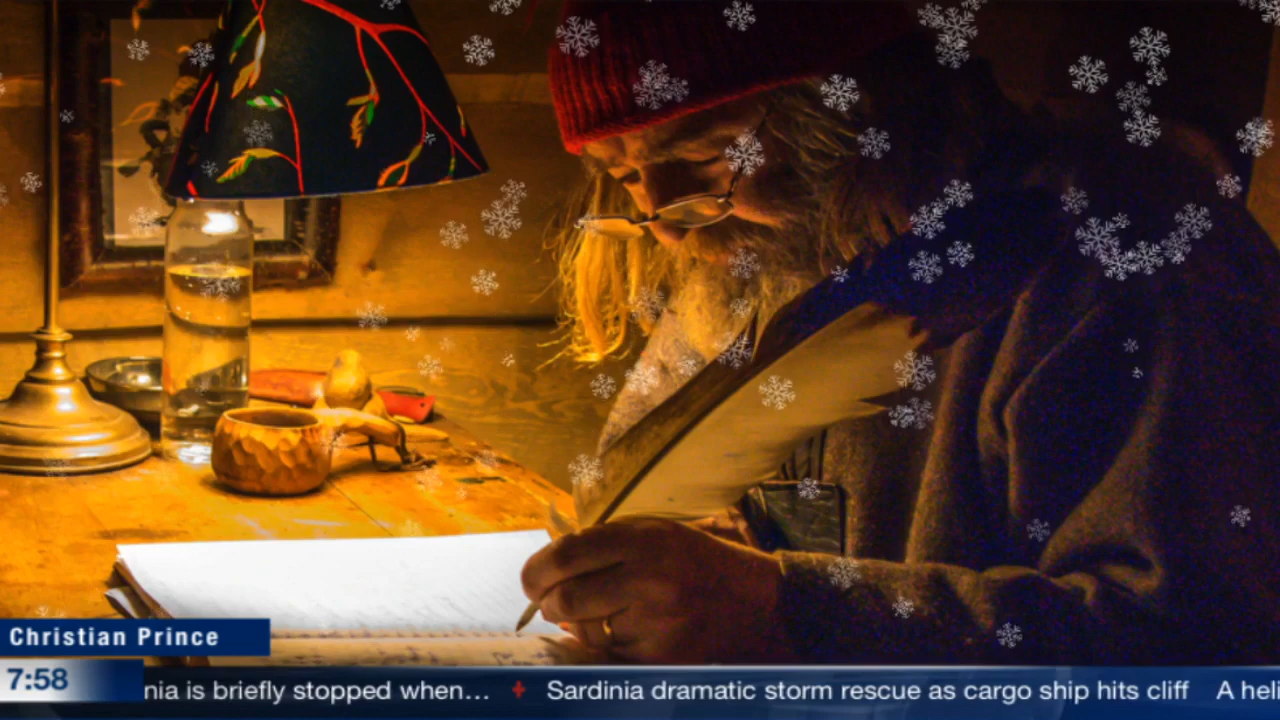 Christian Prince
7:58
nia is briefly stopped when… + Sardinia dramatic storm rescue as cargo ship hits cliff A heli